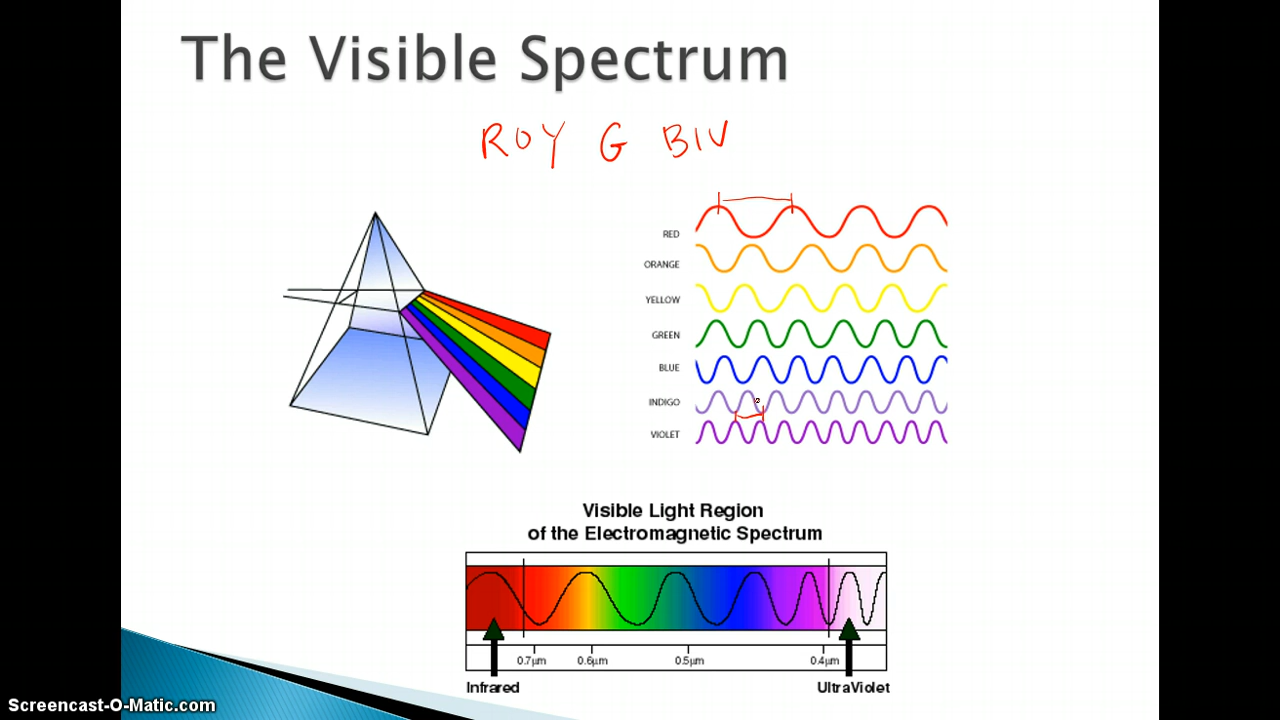 The Visible Spectrum
ROY G BIV
RED
ORANGE
YELLOW
GREEN
BLUE
INDIGO
VIOLET
Visible Light Region
of the Electromagnetic Spectrum
0.7µm 0.6µm 0.5µm 0.4µm
Infrared UltraViolet
Screencast-O-Matic.com